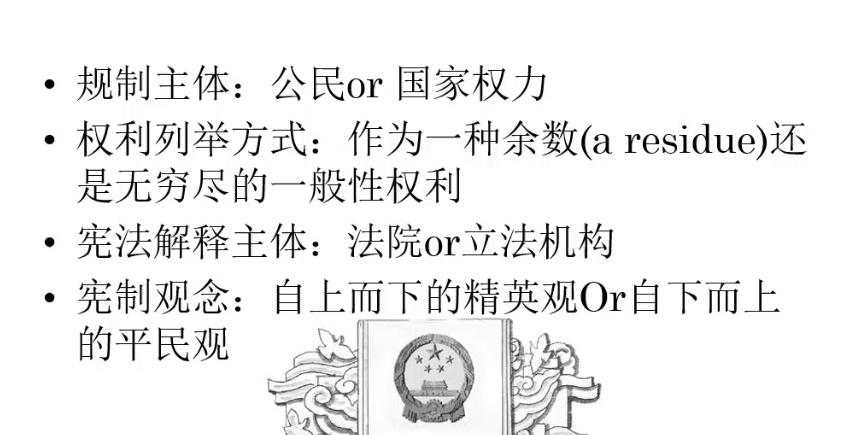 • 规制主体：公民or 国家权力
• 权利列举方式：作为一种余数(a residue)还
是无穷尽的一般性权利
• 宪法解释主体：法院or立法机构
• 宪制观念：自上而下的精英观Or自下而上
的平民观